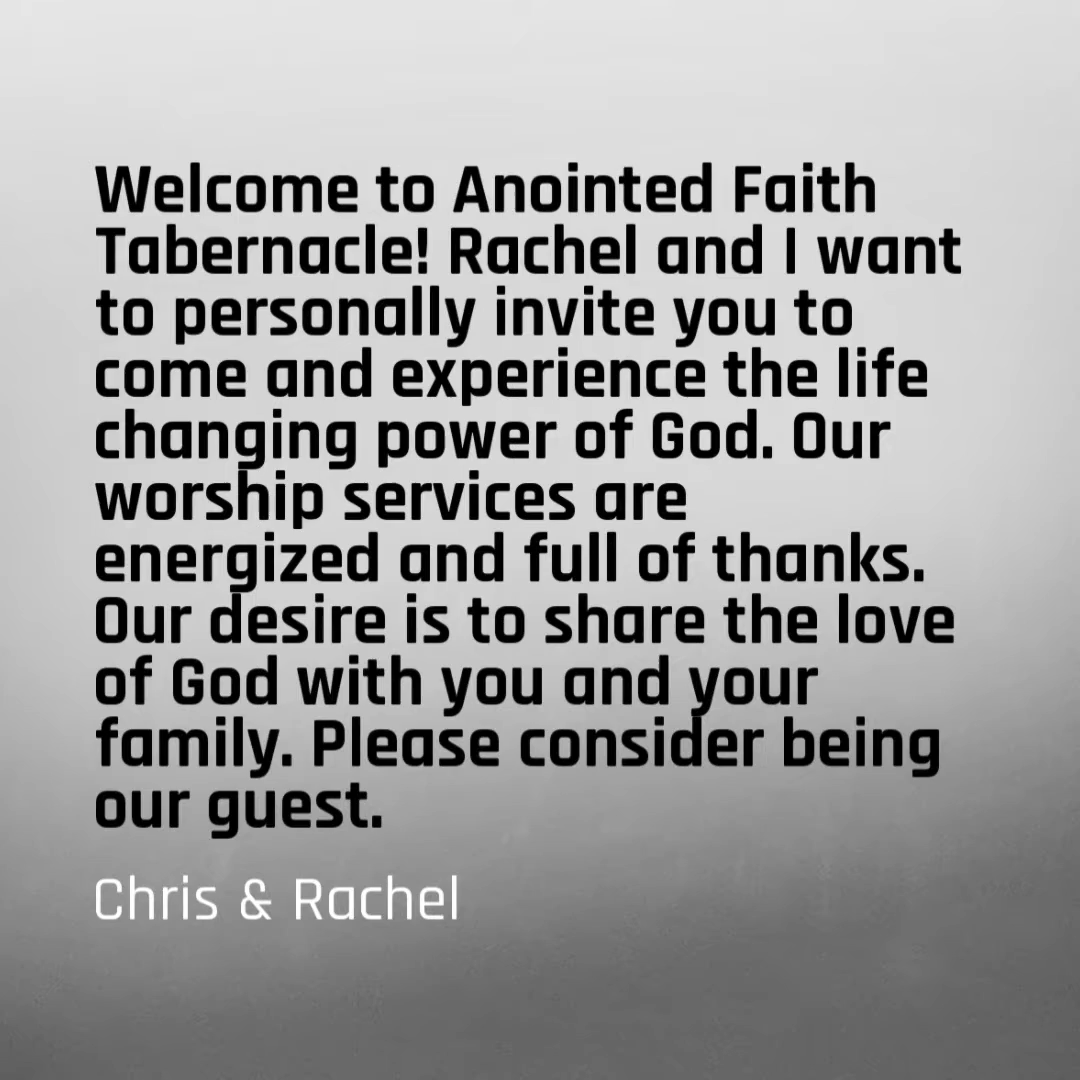 Welcome to Anointed Faith
Tabernacle! Rachel and I want
to personally invite you to
come and experience the life
changing power of God. Our
worship services are
energized and full of thanks.
Our desire is to share the love
of God with you and your
family. Please consider being
our guest.
Chris & Rachel